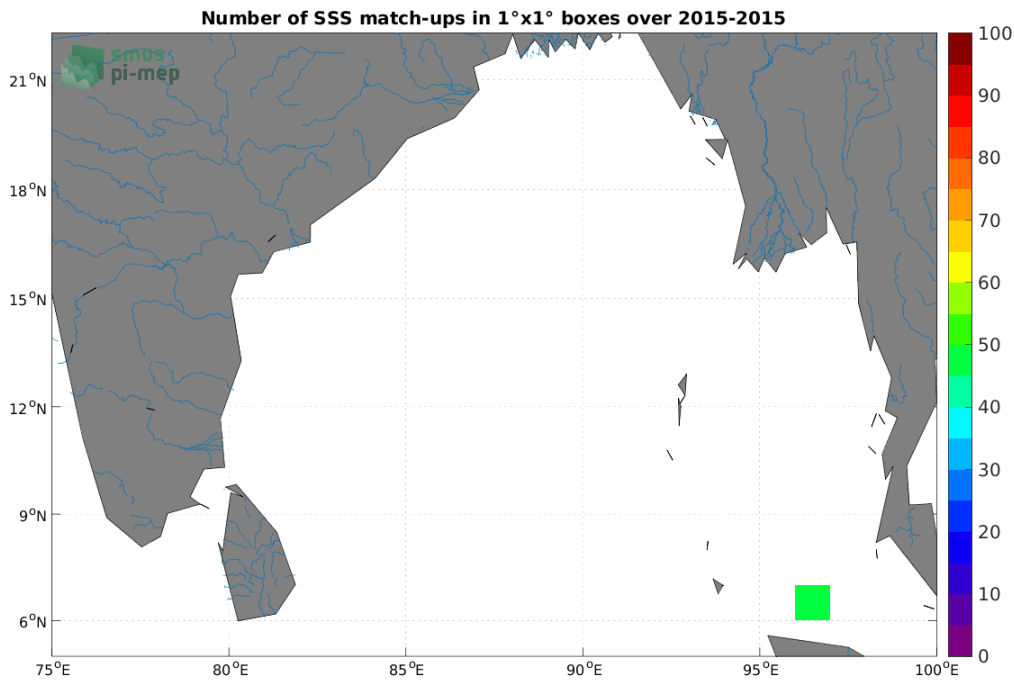 Number of SSS match-ups in 1°x1° boxes over 2015-2015
smos
pi-mep
21°N
18°N
15°N
12°N
9°N
6°N
75°E
80°E
85°E
90°E
95°E
100°E
100
90
80
70
60
50
40
30
20
10
0